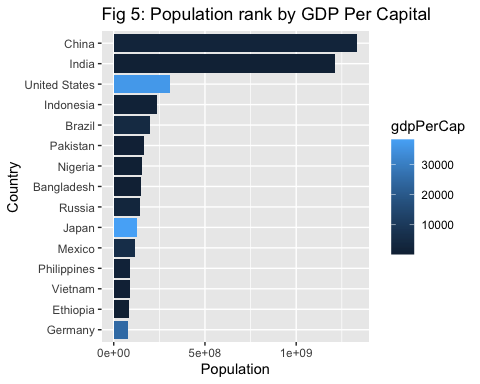 Fig 5: Population rank by GDP Per Capital
China
India
United States
Indonesia
Brazil
Pakistan
Nigeria
Bangladesh
Russia
Japan
Mexico
Philippines
Vietnam
Ethiopia
Germany
Country
0e+00 5e+08 1e+09
Population
gdpPerCap
30000
20000
10000